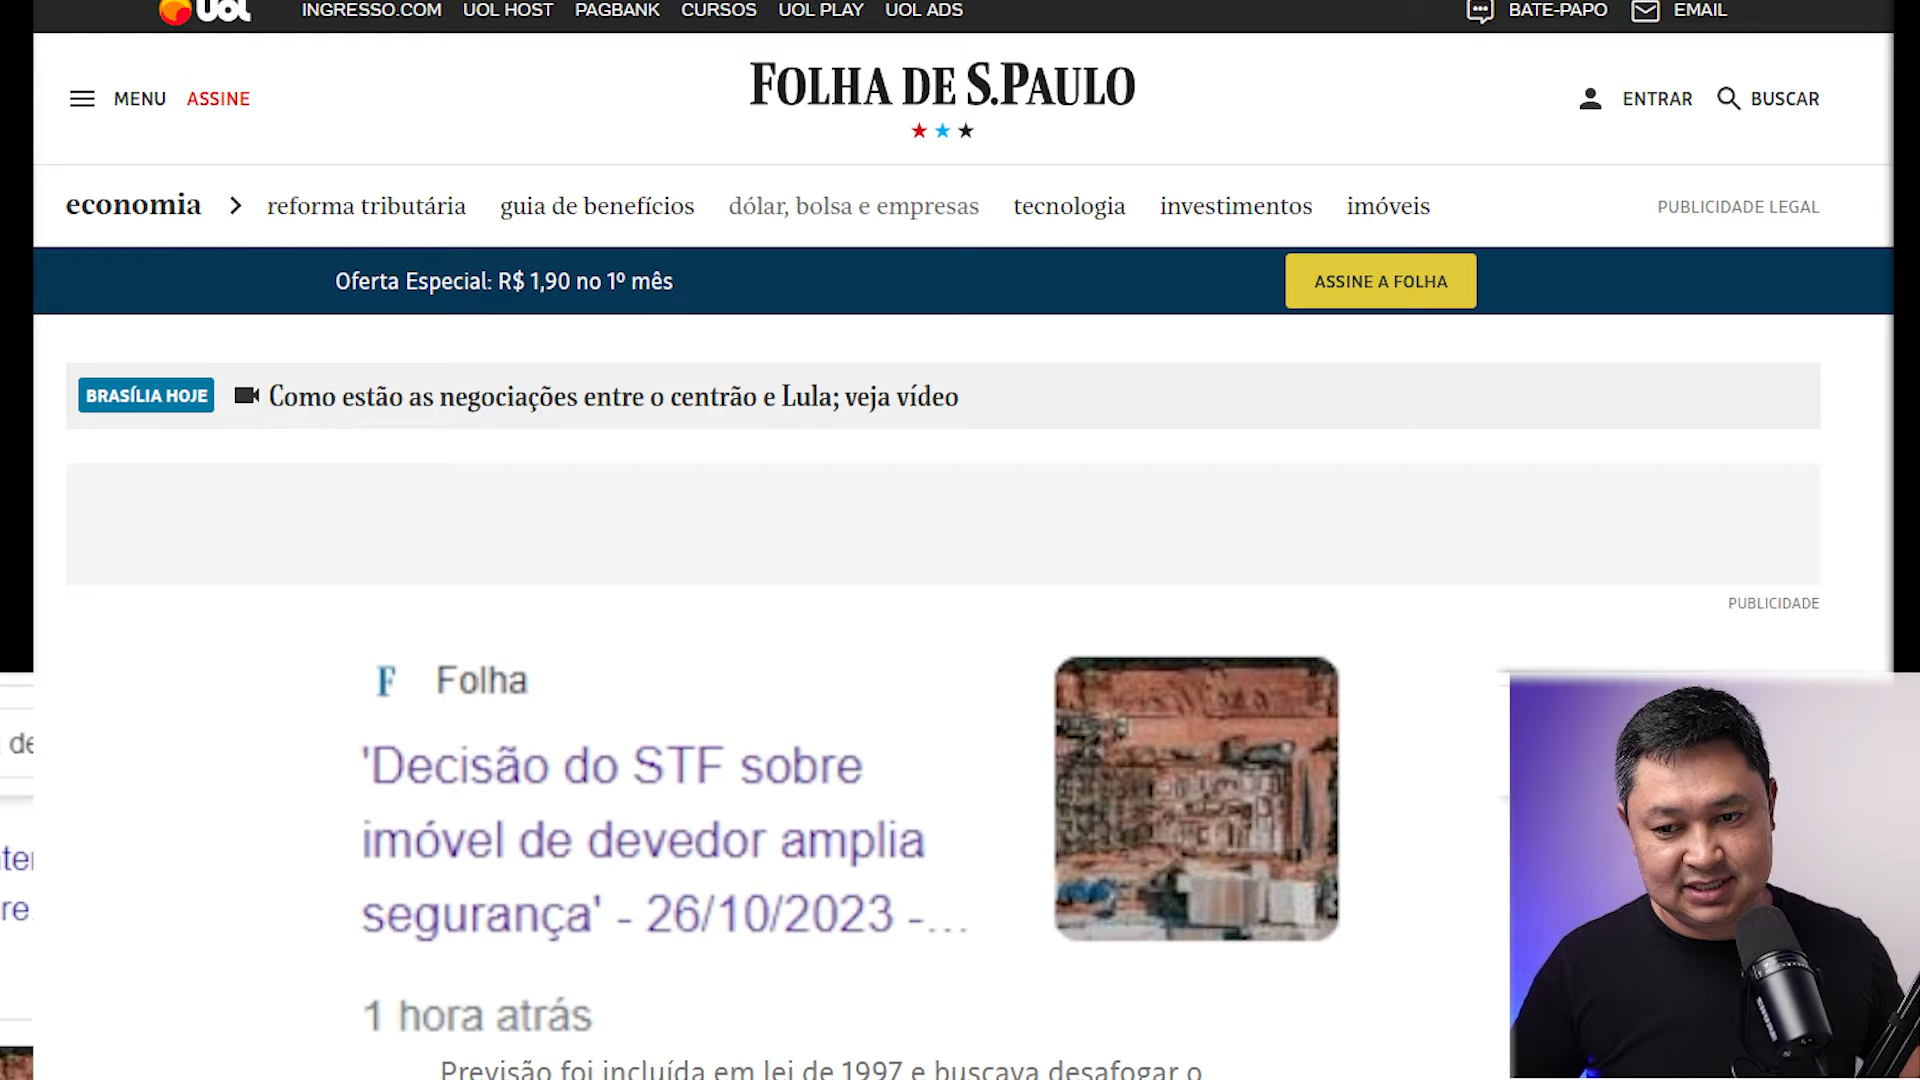 UOL INGRESSO.COM UOL HOST PAGBANK CURSOS UOL PLAY UOL ADS BATE-PAPO EMAIL
MENU ASSINE FOLHA DE S.PAULO ENTRAR BUSCAR
economia reforma tributária guia de benefícios dólar, bolsa e empresas tecnologia investimentos imóveis PUBLICIDADE LEGAL
Oferta Especial: R$ 1,90 no 1º mês ASSINE A FOLHA
BRASÍLIA HOJE Como estão as negociações entre o centrão e Lula; veja vídeo
PUBLICIDADE
F Folha
'Decisão do STF sobre
imóvel de devedor amplia
segurança' - 26/10/2023 -...
1 hora atrás
Previsão foi incluída em lei de 1997 e buscava desafogar o